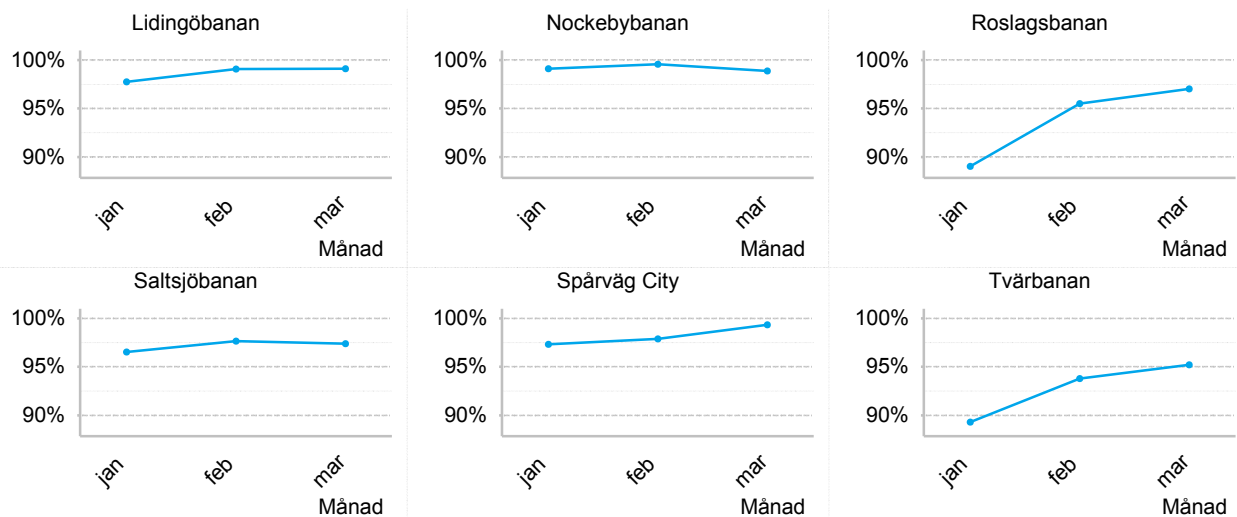 Lidingöbanan
100%
95%
90%
jan
feb
mar
Månad
Nockebybanan
100%
95%
90%
jan
feb
mar
Månad
Roslagsbanan
100%
95%
90%
jan
feb
mar
Månad
Saltsjöbanan
100%
95%
90%
jan
feb
mar
Månad
Spårväg City
100%
95%
90%
jan
feb
mar
Månad
Tvärbanan
100%
95%
90%
jan
feb
mar
Månad